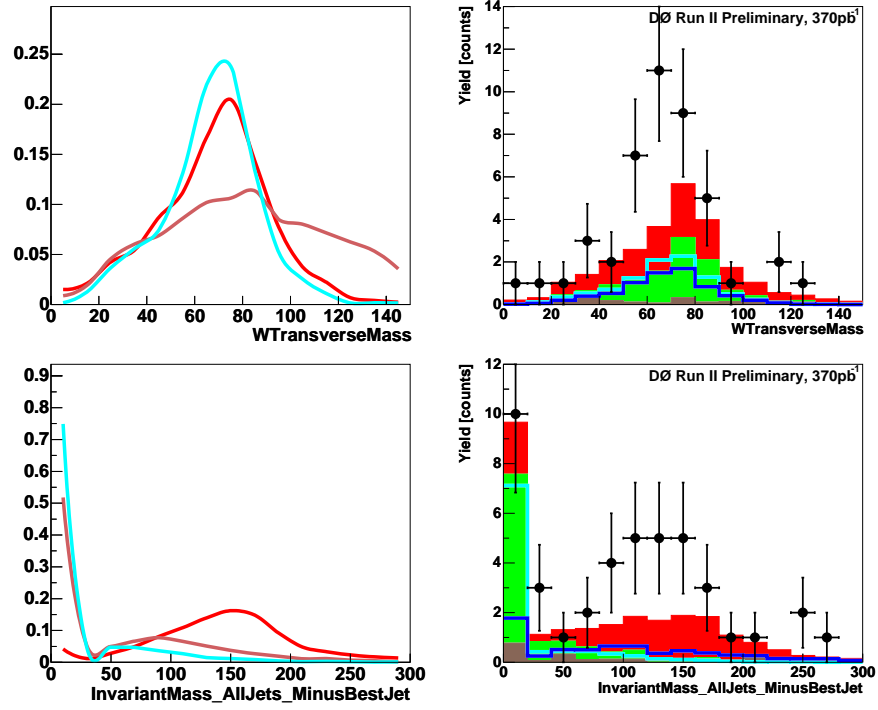 0.25
0.2
0.15
0.1
0.05
0
0 20 40 60 80 100 120 140
WTransverseMass
DØ Run II Preliminary, 370pb-1
Yield [counts]
14
12
10
8
6
4
2
0
0 20 40 60 80 100 120 140
WTransverseMass
0.9
0.8
0.7
0.6
0.5
0.4
0.3
0.2
0.1
0
0 50 100 150 200 250 300
InvariantMass_AllJets_MinusBestJet
DØ Run II Preliminary, 370pb-1
Yield [counts]
12
10
8
6
4
2
0
0 50 100 150 200 250 300
InvariantMass_AllJets_MinusBestJet